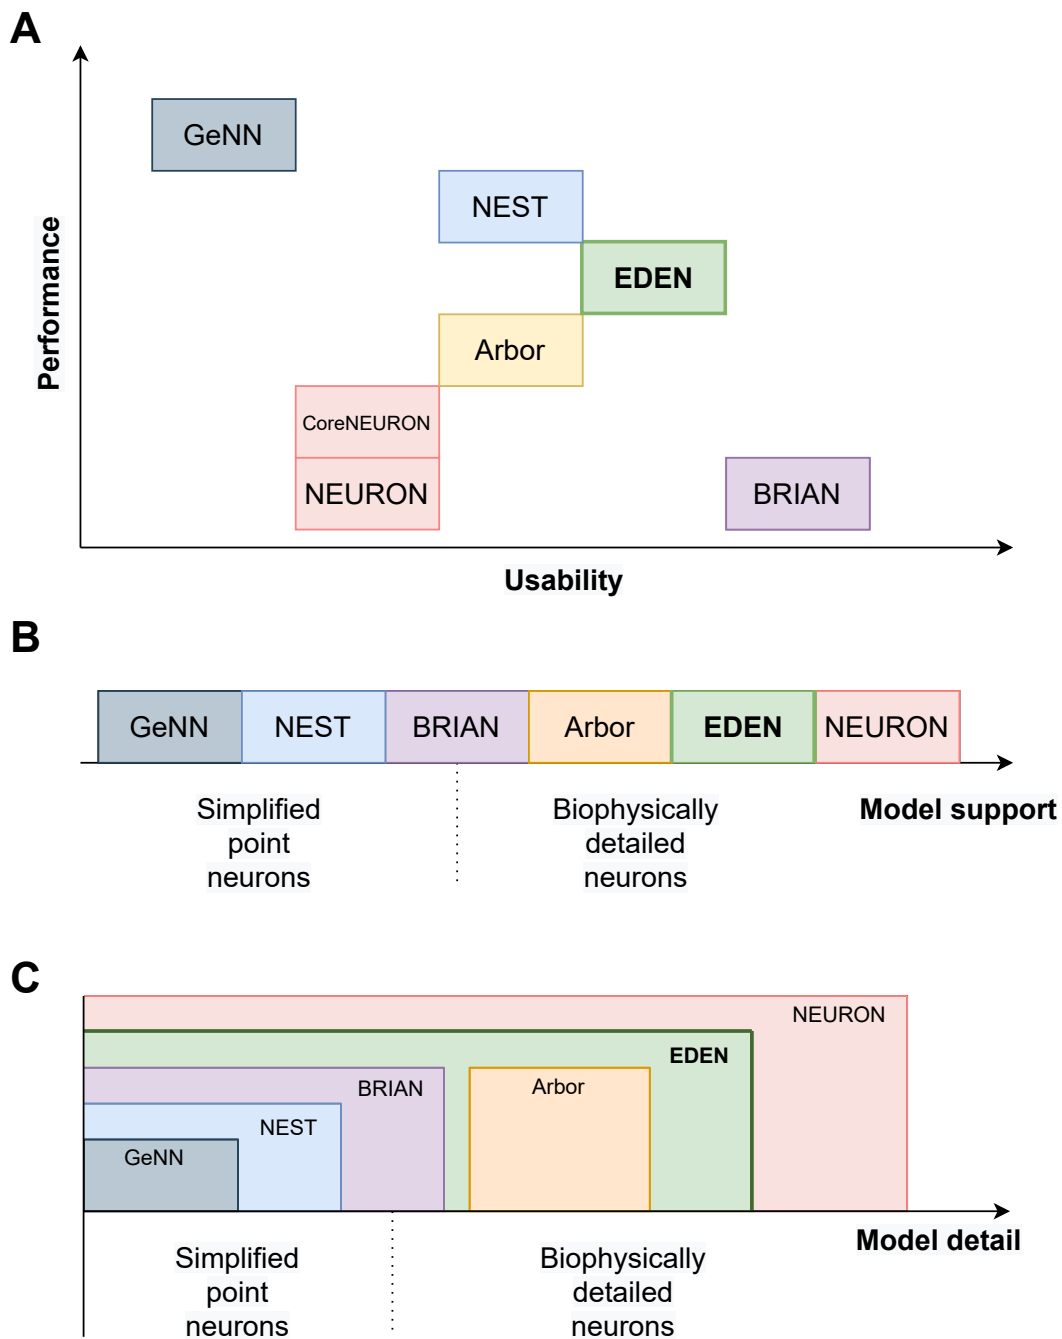 A
GeNN
NEST
EDEN
Performance
Arbor
CoreNEURON
NEURON
BRIAN
Usability
B
GeNN
NEST
BRIAN
Arbor
EDEN
NEURON
Simplified
point
neurons
Biophysically
detailed
neurons
Model support
C
NEURON
EDEN
BRIAN
Arbor
NEST
GeNN
Model detail
Simplified
point
neurons
Biophysically
detailed
neurons